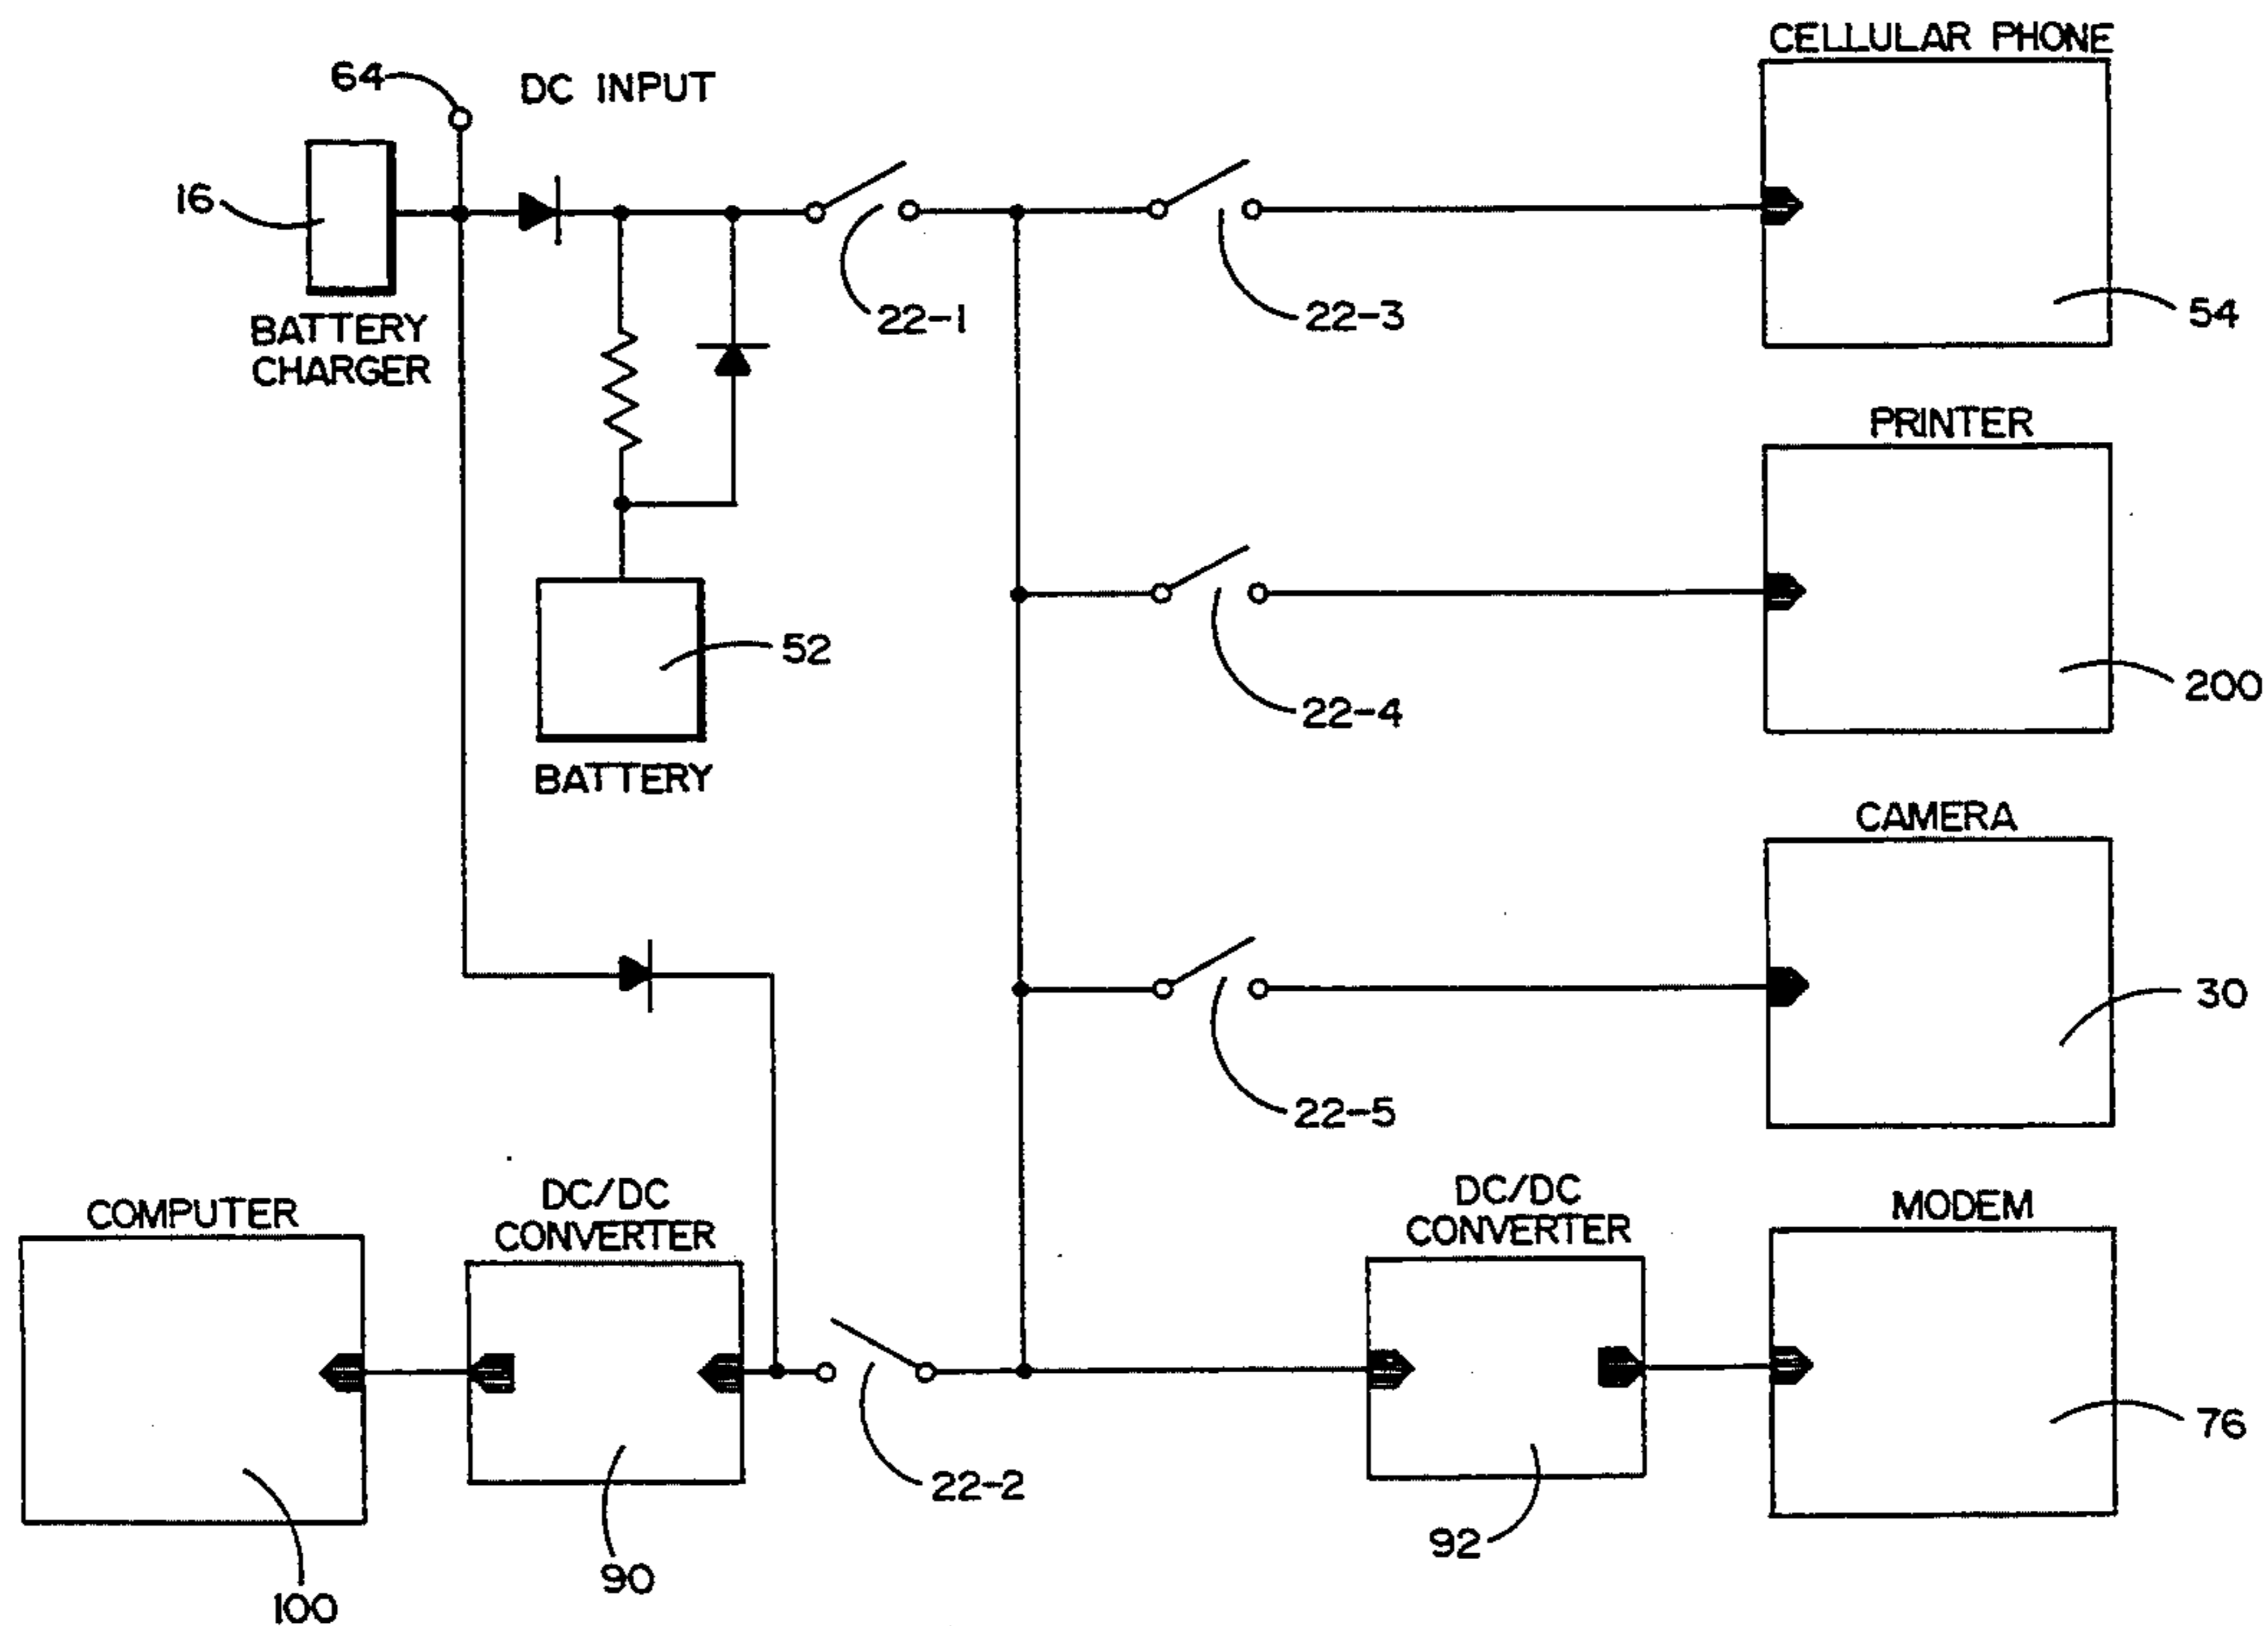 CELLULAR PHONE
64
DC INPUT
16
BATTERY
CHARGER
22-1
22-3
54
PRINTER
52
22-4
200
BATTERY
CAMERA
30
22-5
COMPUTER
DC/DC
CONVERTER
DC/DC
CONVERTER
MODEM
76
22-2
92
90
100